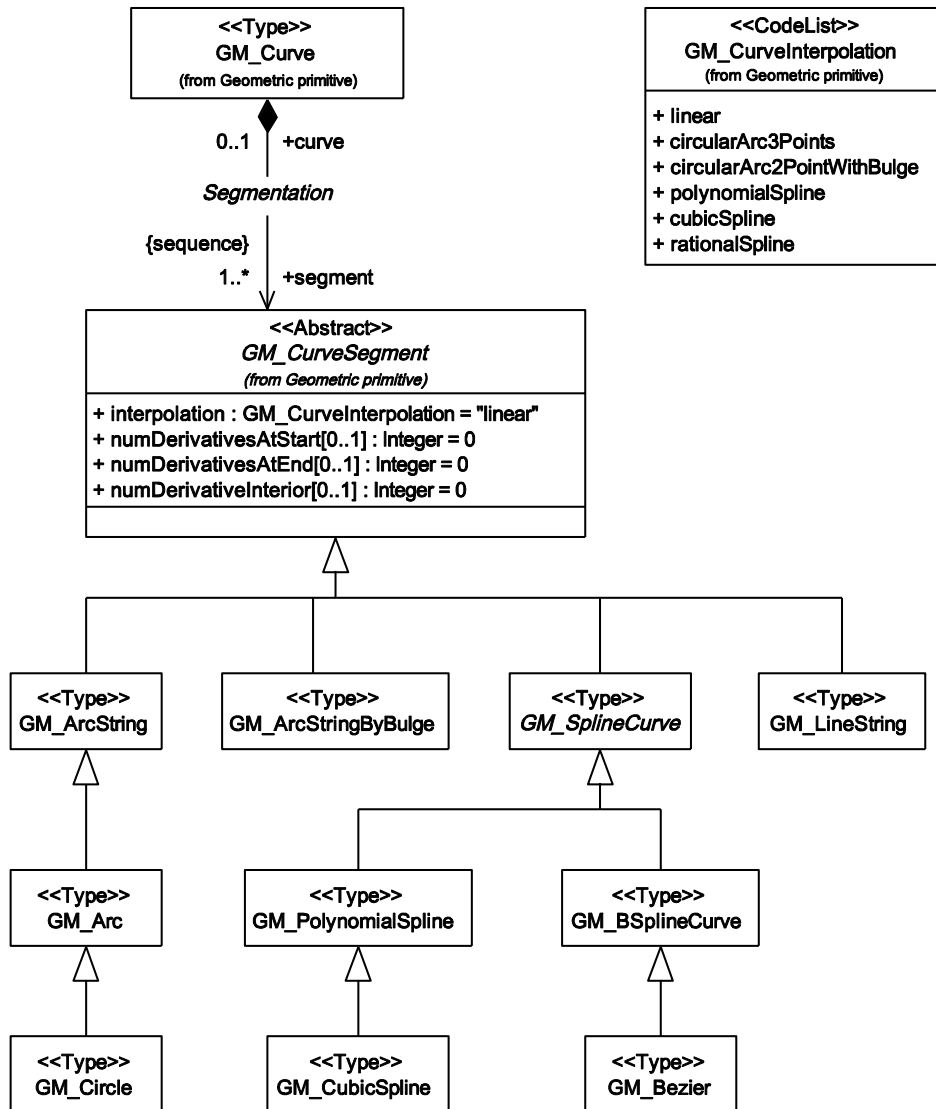 <<Type>>
GM_Curve
(from Geometric primitive)
<<CodeList>>
GM_CurveInterpolation
(from Geometric primitive)
+ linear
+ circularArc3Points
+ circularArc2PointWithBulge
+ polynomialSpline
+ cubicSpline
+ rationalSpline
0..1 +curve
Segmentation
{sequence}
1..* +segment
<<Abstract>>
GM_CurveSegment
(from Geometric primitive)
+ interpolation : GM_CurveInterpolation = "linear"
+ numDerivativesAtStart[0..1] : Integer = 0
+ numDerivativesAtEnd[0..1] : Integer = 0
+ numDerivativeInterior[0..1] : Integer = 0
<<Type>>
GM_ArcString
<<Type>>
GM_ArcStringByBulge
<<Type>>
GM_SplineCurve
<<Type>>
GM_LineString
<<Type>>
GM_Arc
<<Type>>
GM_PolynomialSpline
<<Type>>
GM_BSplineCurve
<<Type>>
GM_Circle
<<Type>>
GM_CubicSpline
<<Type>>
GM_Bezier